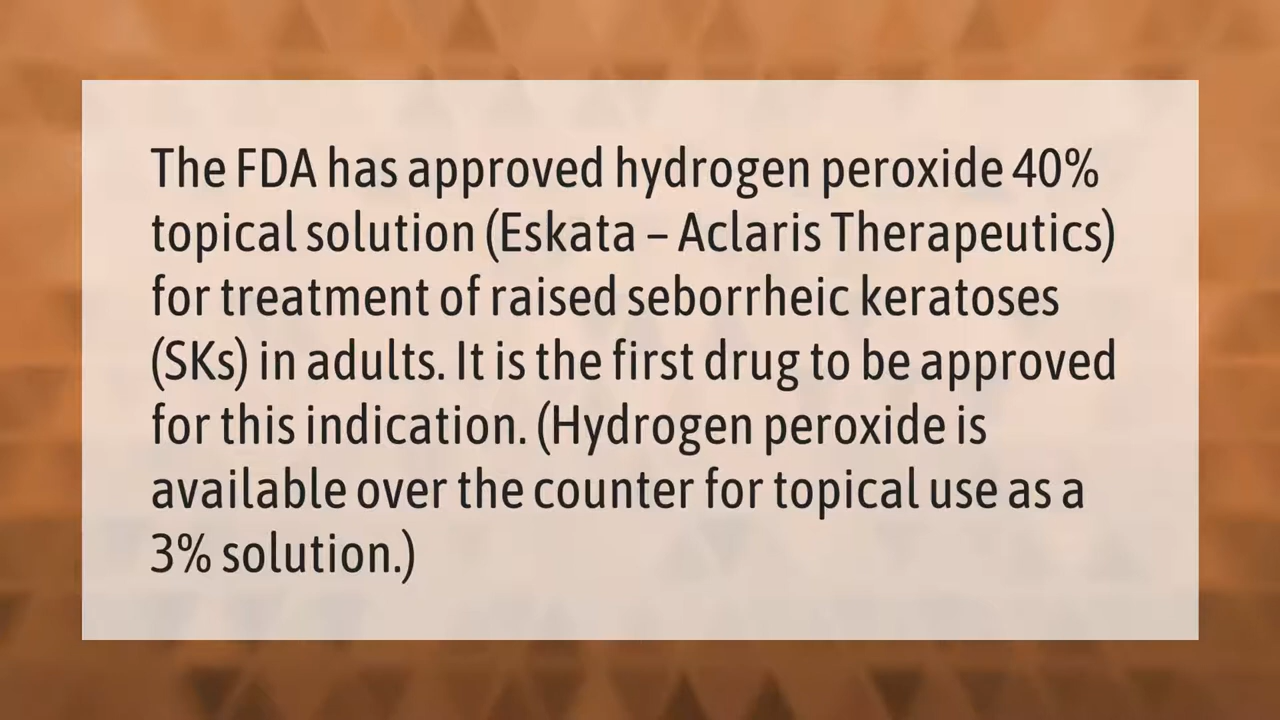 The FDA has approved hydrogen peroxide 40%
topical solution (Eskata – Aclaris Therapeutics)
for treatment of raised seborrheic keratoses
(SKs) in adults. It is the first drug to be approved
for this indication. (Hydrogen peroxide is
available over the counter for topical use as a
3% solution.)